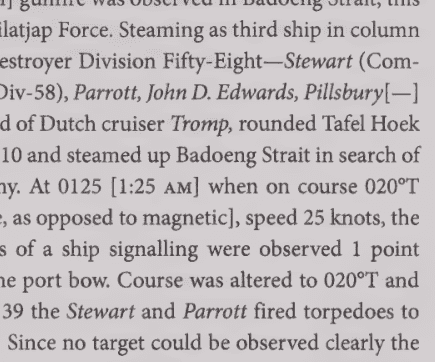 gunfire was observed in Badoeng Strait, this
ilatjap Force. Steaming as third ship in column
estroyer Division Fifty-Eight—Stewart (Com-
Div-58), Parrott, John D. Edwards, Pillsbury[—]
d of Dutch cruiser Tromp, rounded Tafel Hoek
10 and steamed up Badoeng Strait in search of
ny. At 0125 [1:25 AM] when on course 020°T
e, as opposed to magnetic], speed 25 knots, the
s of a ship signalling were observed 1 point
ne port bow. Course was altered to 020°T and
39 the Stewart and Parrott fired torpedoes to
Since no target could be observed clearly the